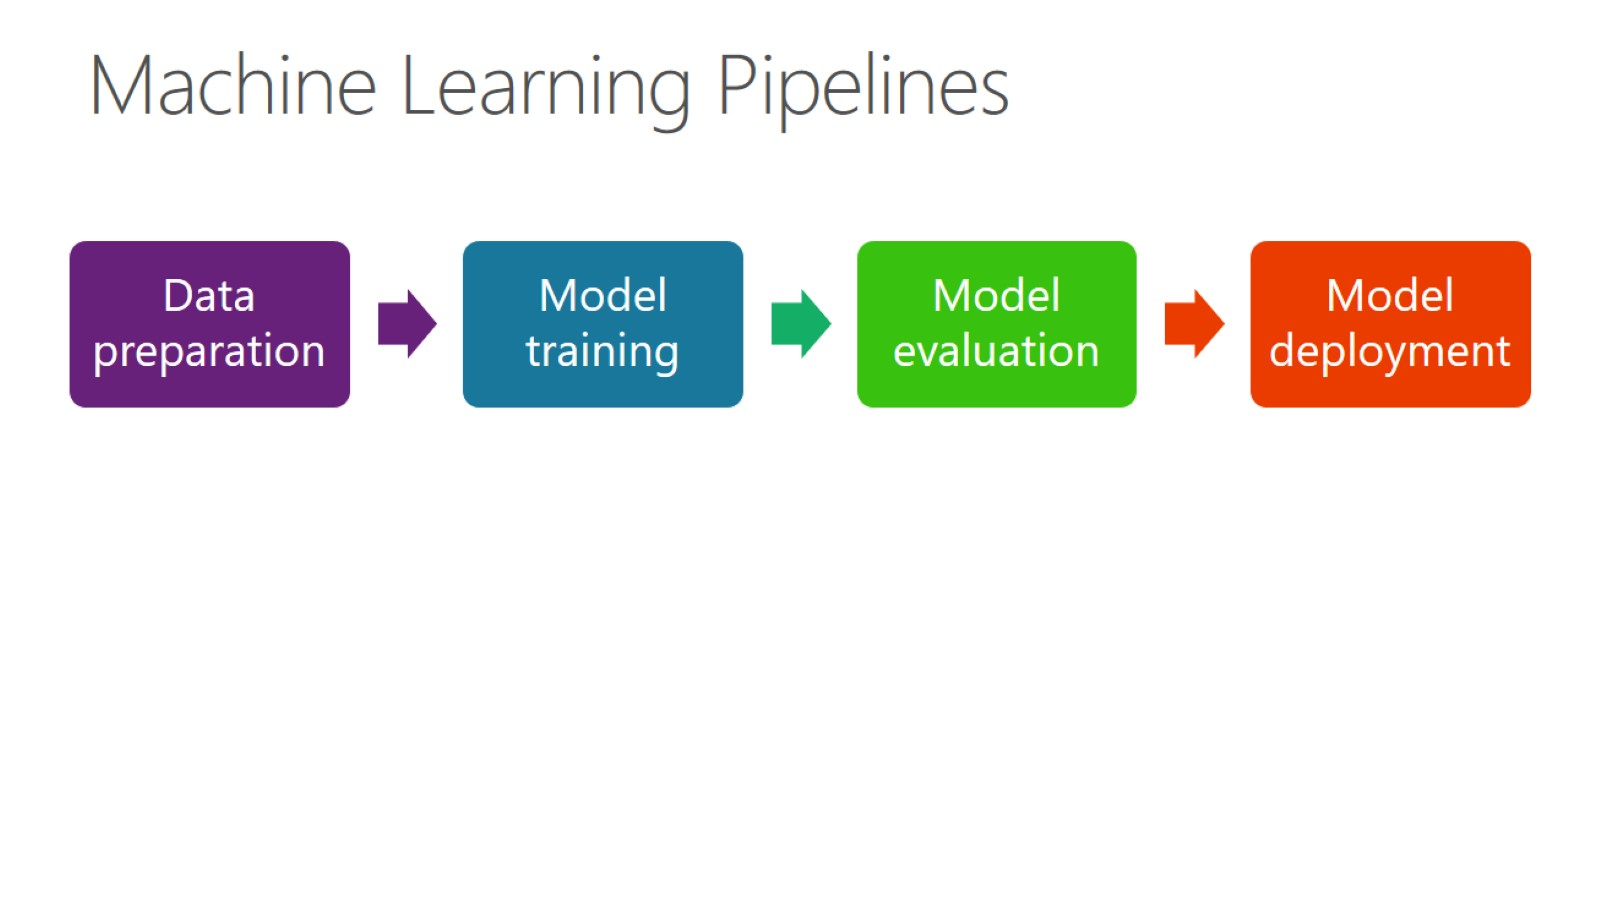 Machine Learning Pipelines
Data
preparation
Model
training
Model
evaluation
Model
deployment